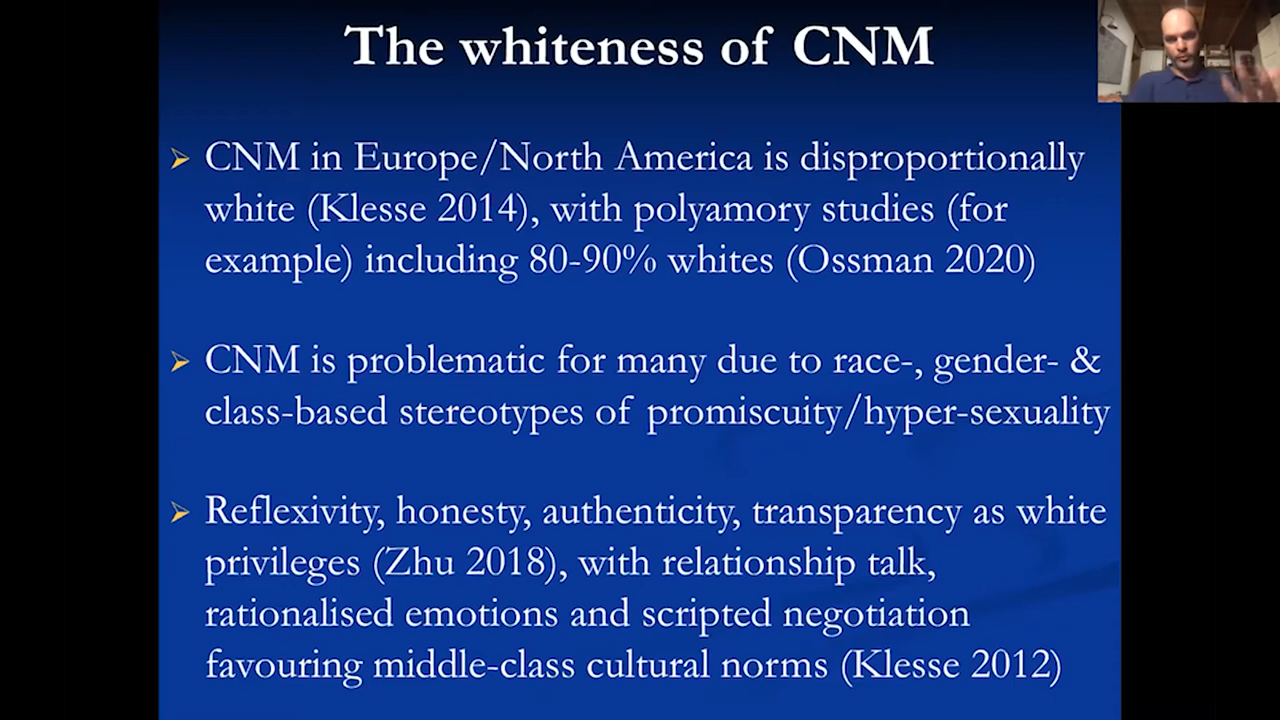 The whiteness of CNM
CNM in Europe/North America is disproportionally
white (Klesse 2014), with polyamory studies (for
example) including 80-90% whites (Ossman 2020)
CNM is problematic for many due to race-, gender- &
class-based stereotypes of promiscuity/hyper-sexuality
Reflexivity, honesty, authenticity, transparency as white
privileges (Zhu 2018), with relationship talk,
rationalised emotions and scripted negotiation
favouring middle-class cultural norms (Klesse 2012)